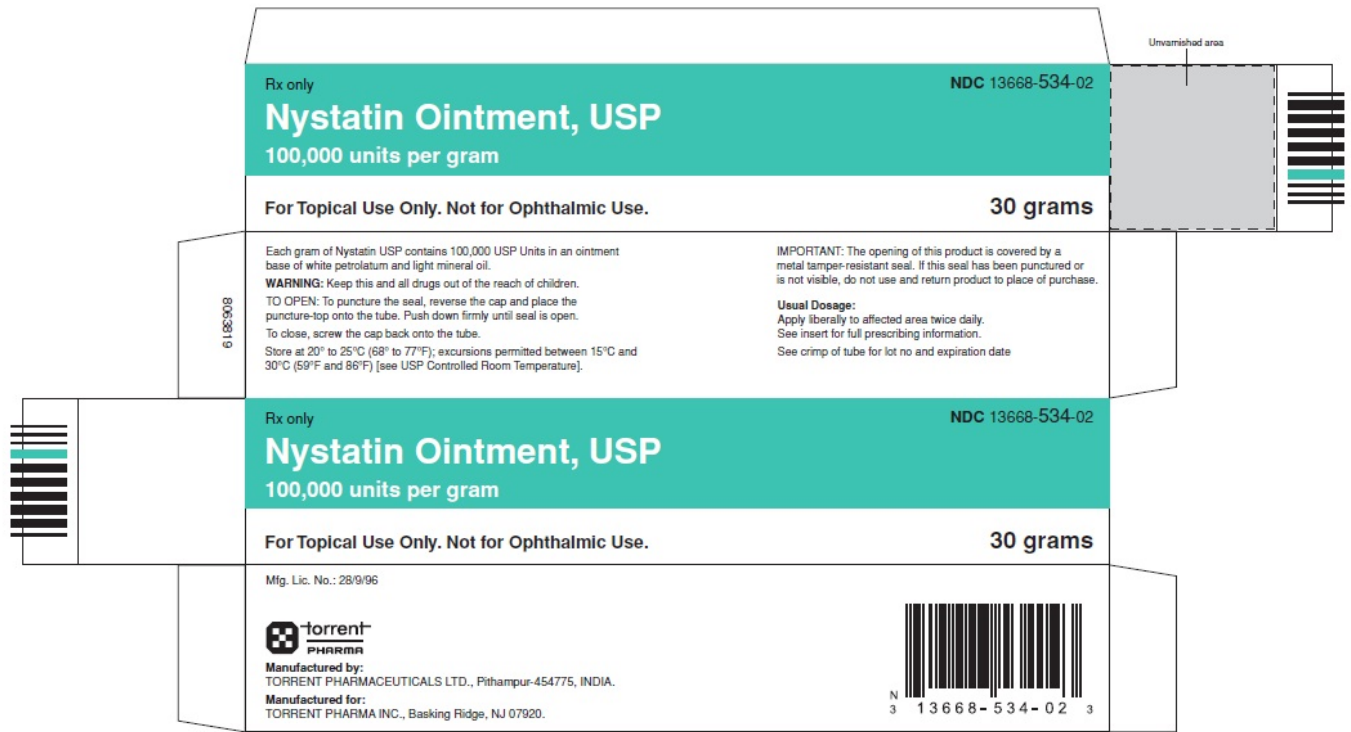 Unvarnished area
Rx only
NDC 13668-534-02
Nystatin Ointment, USP
100,000 units per gram
For Topical Use Only. Not for Ophthalmic Use.
30 grams
8063819
Each gram of Nystatin USP contains 100,000 USP Units in an ointment
base of white petrolatum and light mineral oil.
WARNING: Keep this and all drugs out of the reach of children.
TO OPEN: To puncture the seal, reverse the cap and place the
puncture-top onto the tube. Push down firmly until seal is open.
To close, screw the cap back onto the tube.
Store at 20° to 25°C (68° to 77°F); excursions permitted between 15°C and
30°C (59°F and 86°F) [see USP Controlled Room Temperature].
IMPORTANT: The opening of this product is covered by a
metal tamper-resistant seal. If this seal has been punctured or
is not visible, do not use and return product to place of purchase.
Usual Dosage:
Apply liberally to affected area twice daily.
See insert for full prescribing information.
See crimp of tube for lot no and expiration date
Rx only
NDC 13668-534-02
Nystatin Ointment, USP
100,000 units per gram
For Topical Use Only. Not for Ophthalmic Use.
30 grams
Mfg. Lic. No.: 28/9/96
torrent
PHARMA
Manufactured by:
TORRENT PHARMACEUTICALS LTD., Pithampur-454775, INDIA.
Manufactured for:
TORRENT PHARMA INC., Basking Ridge, NJ 07920.
N
3 13668-534-02 3